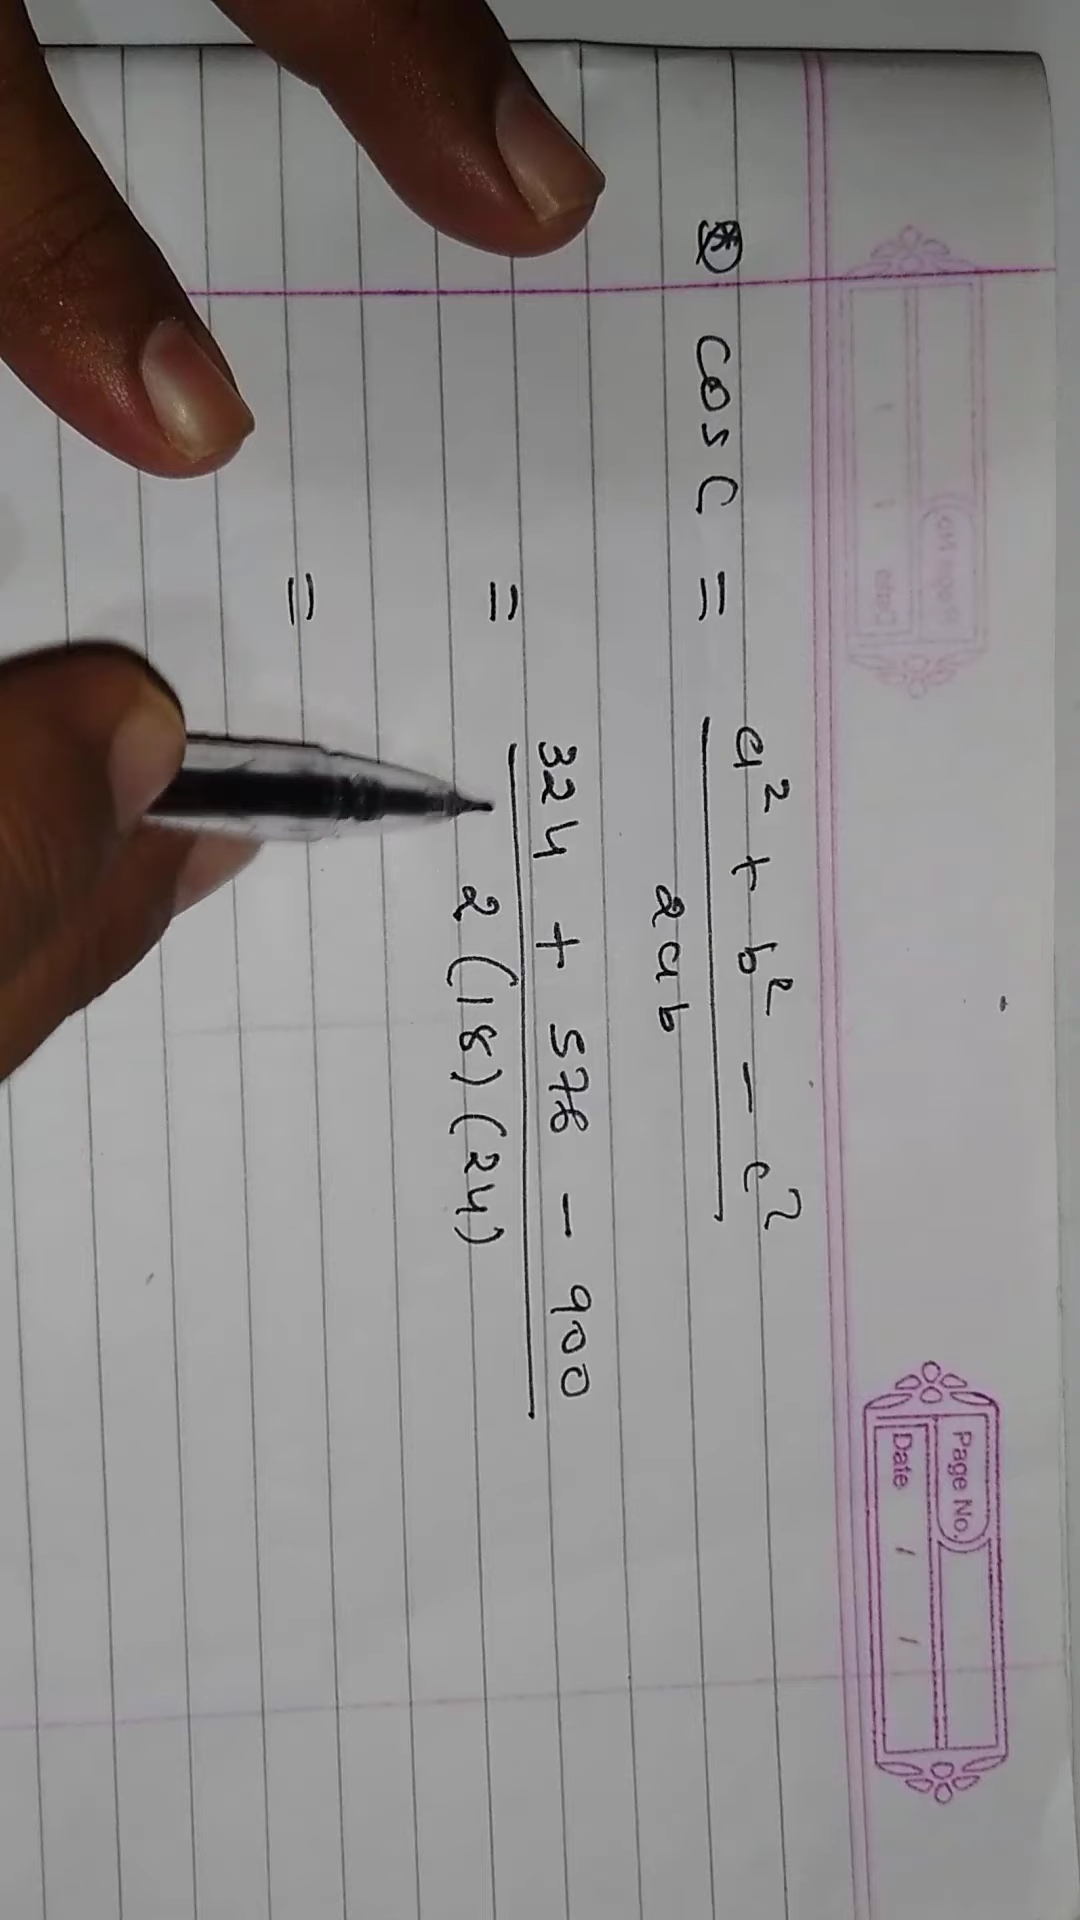 Page No.
Date / /
* cos C = a² + b² - c²
2ab
= 324 + 576 - 900
2(18)(24)
=